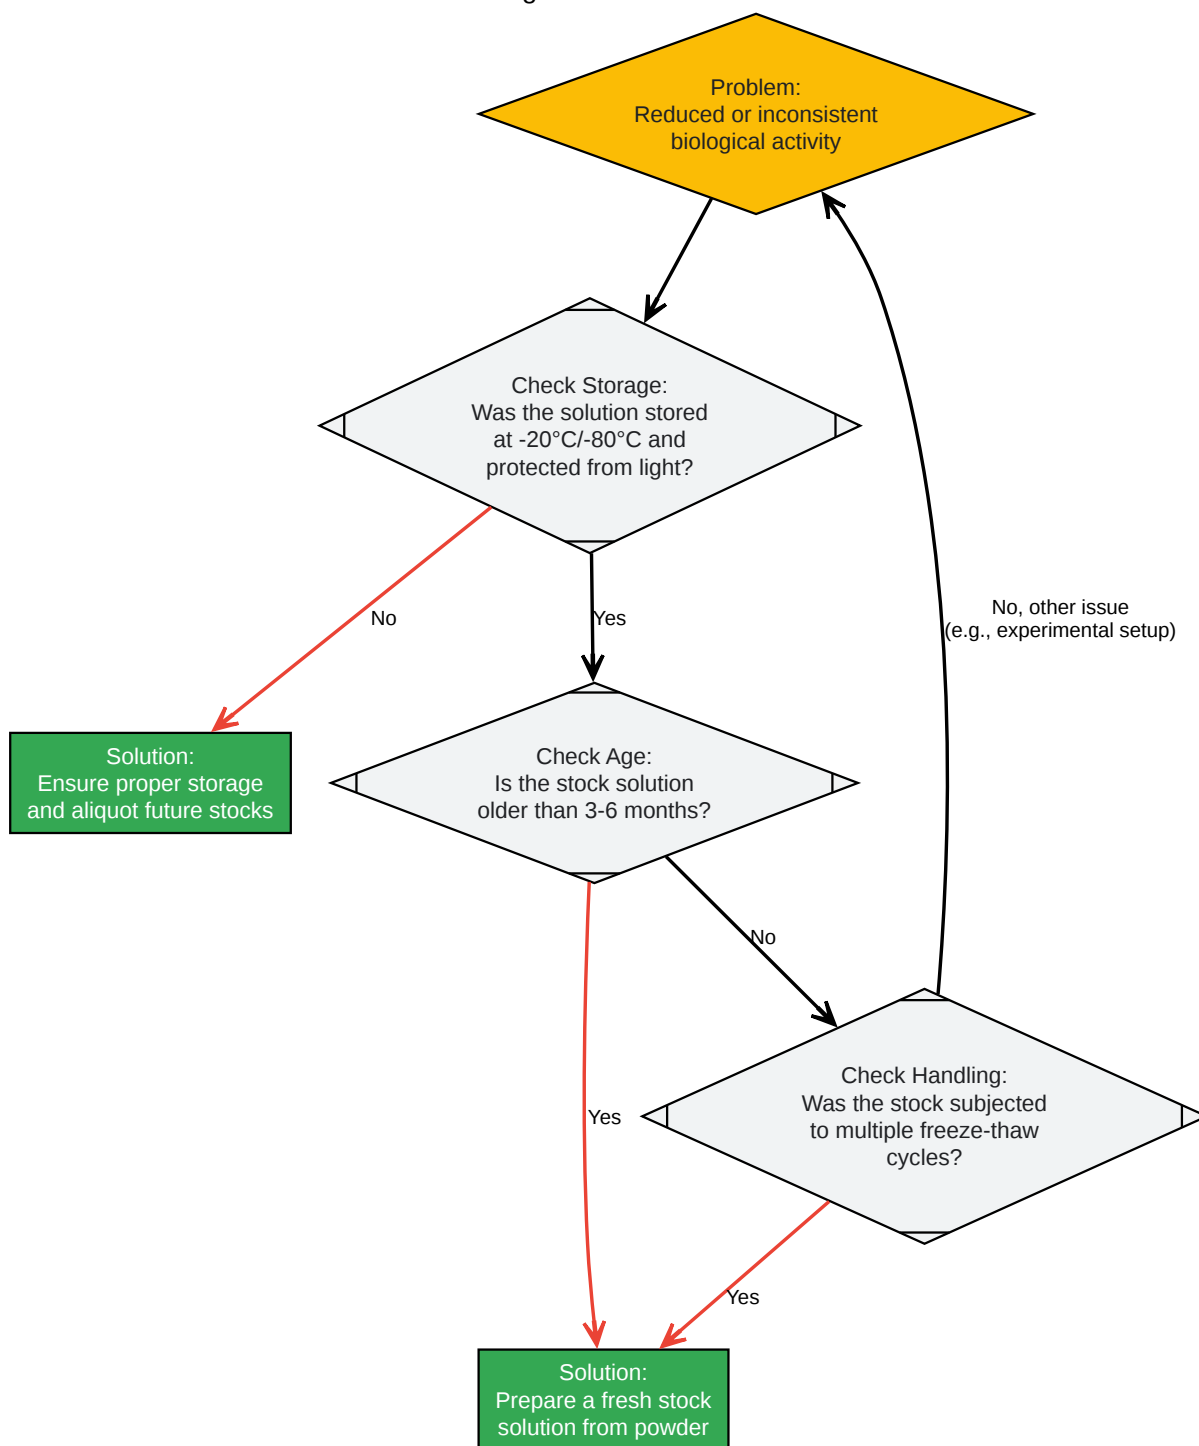 Problem:
Reduced or inconsistent
biological activity
Check Storage:
Was the solution stored
at -20°C/-80°C and
protected from light?
No
Yes
No, other issue
(e.g., experimental setup)
Solution:
Ensure proper storage
and aliquot future stocks
Check Age:
Is the stock solution
older than 3-6 months?
No
Check Handling:
Was the stock subjected
to multiple freeze-thaw
cycles?
Yes
Yes
Solution:
Prepare a fresh stock
solution from powder